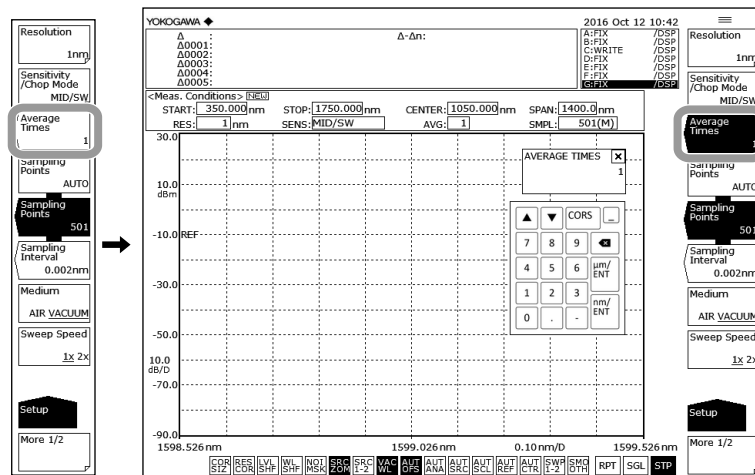 Resolution
1nm
Sensitivity
/Chop Mode
MID/SW
Average
Times
1
Sampling
Points
AUTO
Sampling
Points
501
Sampling
Interval
0.002nm
Medium
AIR VACUUM
Sweep Speed
1x 2x
Setup
More 1/2
YOKOGAWA ◆
2016 Oct 12 10:42
Δ :
Δ-Δn:
Δ0001:
Δ0002:
Δ0003:
Δ0004:
Δ0005:
A:FIX /DSP
B:FIX /DSP
C:WRITE /DSP
D:FIX /DSP
E:FIX /DSP
F:FIX /DSP
G:FIX /DSP
<Meas. Conditions> NEW
START: 350.000 nm STOP: 1750.000 nm CENTER: 1050.000 nm SPAN: 1400.0 nm
RES: 1 nm SENS: MID/SW AVG: 1 SMPL: 501(M)
30.0
10.0
dBm
-10.0 REF
-30.0
-50.0
10.0
dB/D
-70.0
-90.0
AVERAGE TIMES ×
1
▲ ▼ CORS _
7 8 9
4 5 6 μm/
ENT
1 2 3
nm/
ENT
0 . -
1598.526 nm 1599.026 nm 0.10 nm/D 1599.526 nm
COR SIZ
RES COR
LVL SHF
WL SHF
NOI MSK
SRC ZOM
SRC 1-2
VAC WL
AUT OFS
AUT ANA
AUT SRC
AUT SCL
AUT REF
AUT CTR
SWD 1-2
SMO OTH
RPT
SGL
STP
Resolution
1nm
Sensitivity
/Chop Mode
MID/SW
Average
Times
1
Sampling
Points
AUTO
Sampling
Points
501
Sampling
Interval
0.002nm
Medium
AIR VACUUM
Sweep Speed
1x 2x
Setup
More 1/2